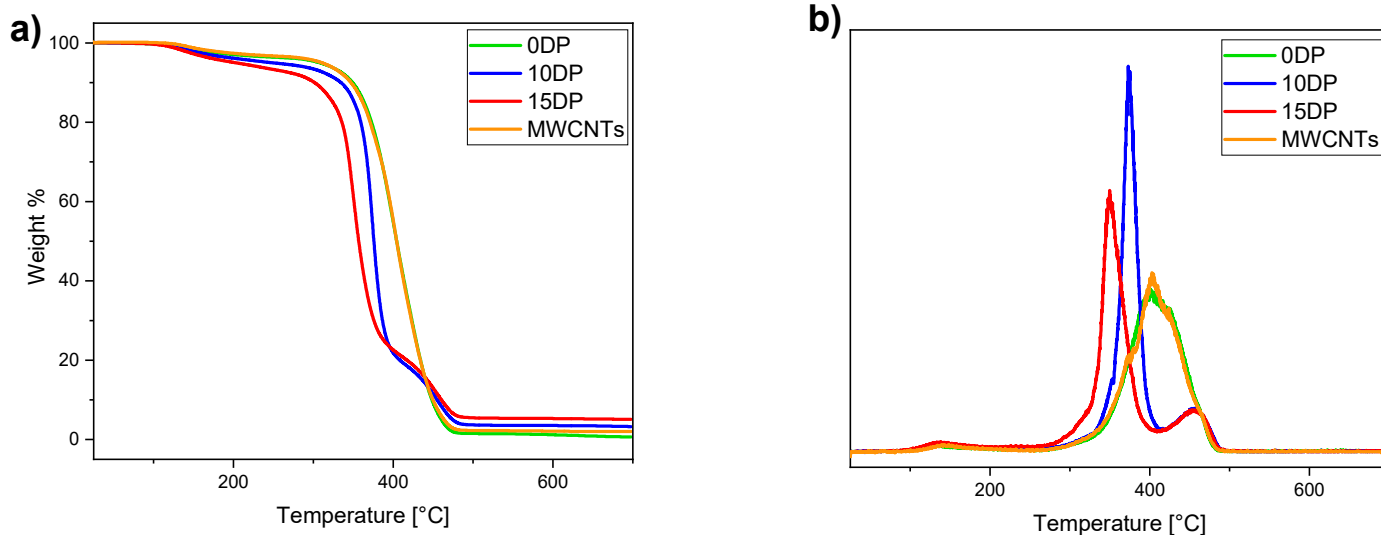 a)
100
80
60
40
20
0
Weight %
200
400
600
Temperature [°C]
0DP
10DP
15DP
MWCNTs
b)
0DP
10DP
15DP
MWCNTs
200
400
600
Temperature [°C]